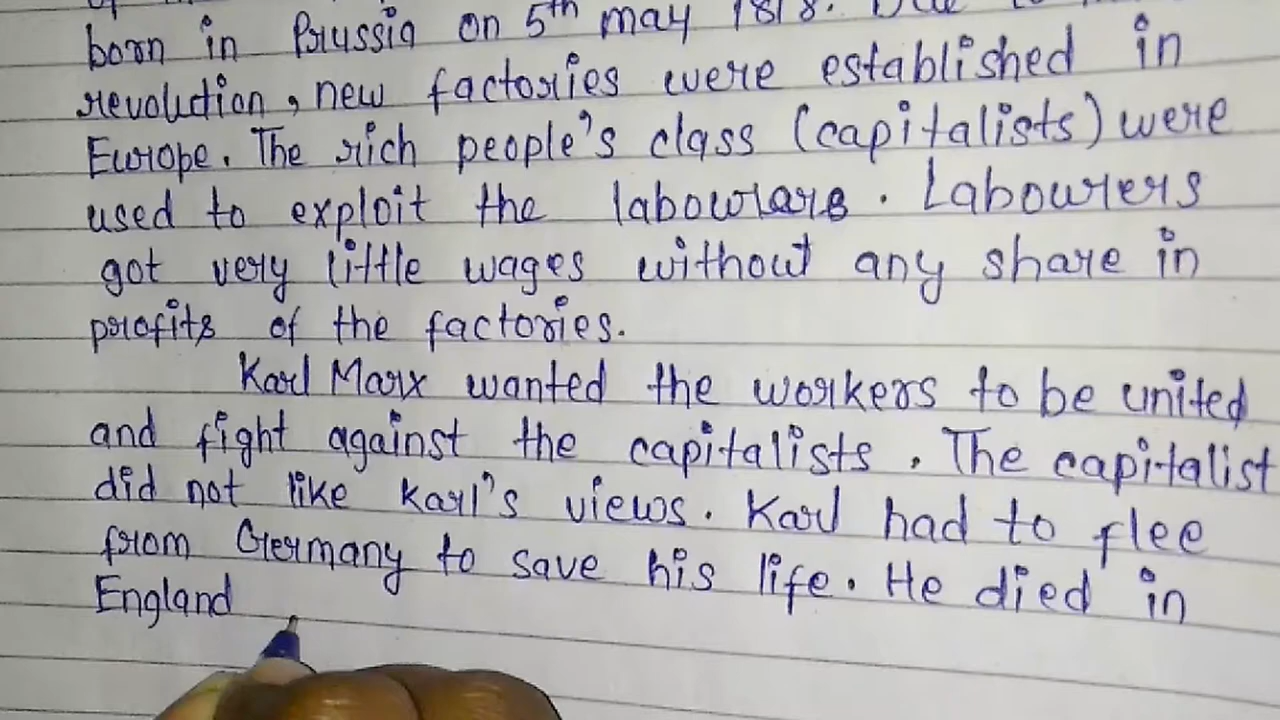 born in Prussia on 5th may 1818. Due to
revolution, new factories were established in
Europe. The rich people's class (capitalists) were
used to exploit the labourars. Labourers
got very little wages without any share in
profits of the factories.
Karl Marx wanted the workers to be united
and fight against the capitalists. The capitalist
did not like Karl's views. Karl had to flee
from Germany to save his life. He died in
England